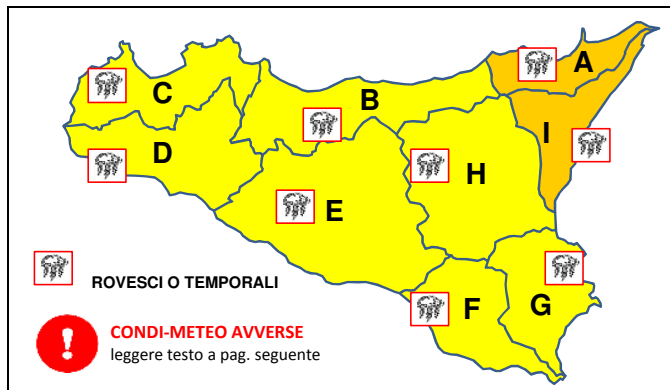 A
C
B
I
D
H
E
F
G
ROVESCI O TEMPORALI
CONDI-METEO AVVERSE
leggere testo a pag. seguente